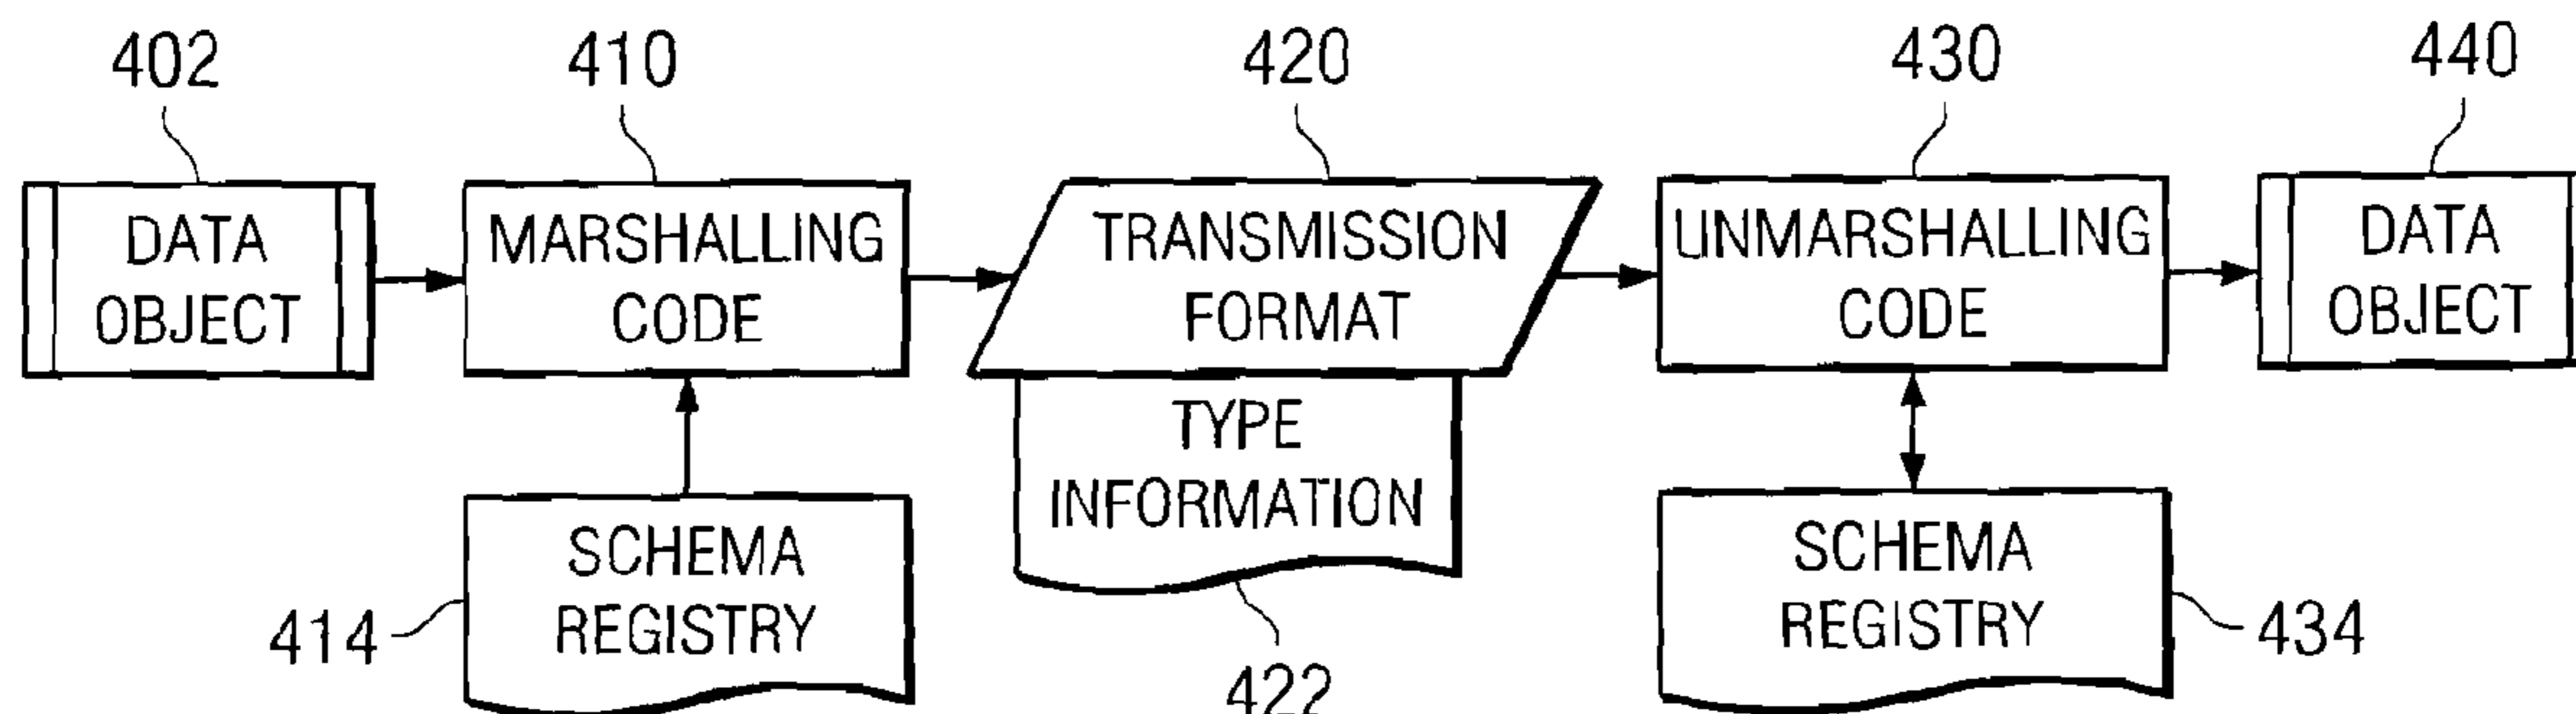 402
410
420
430
440
DATA
OBJECT
MARSHALLING
CODE
TRANSMISSION
FORMAT
UNMARSHALLING
CODE
DATA
OBJECT
TYPE
INFORMATION
SCHEMA
REGISTRY
SCHEMA
REGISTRY
414
422
434